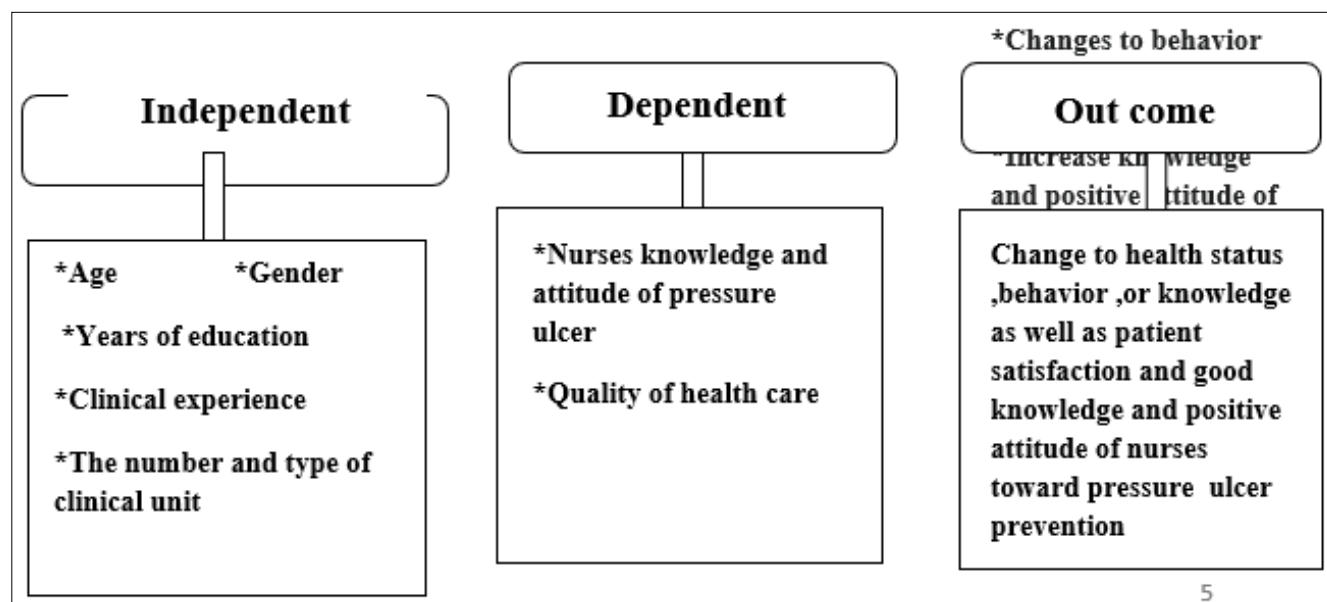 Independent
*Age *Gender
*Years of education
*Clinical experience
*The number and type of
clinical unit
Dependent
*Nurses knowledge and
attitude of pressure
ulcer
*Quality of health care
*Changes to behavior
Out come
*Increase knowledge
and positive attitude of
Change to health status
,behavior ,or knowledge
as well as patient
satisfaction and good
knowledge and positive
attitude of nurses
toward pressure ulcer
prevention
5